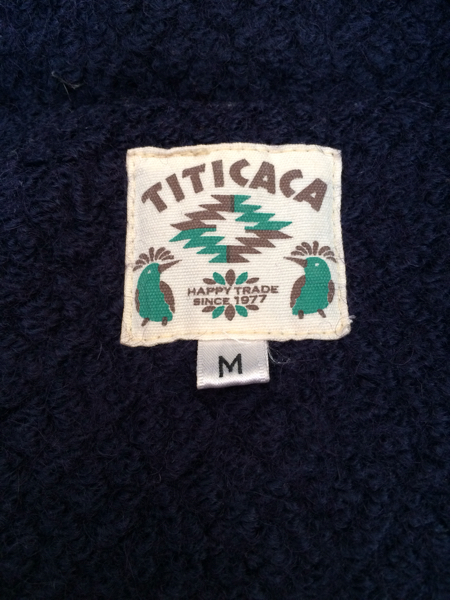 TITICACA
HAPPY TRADE
SINCE 1977
M